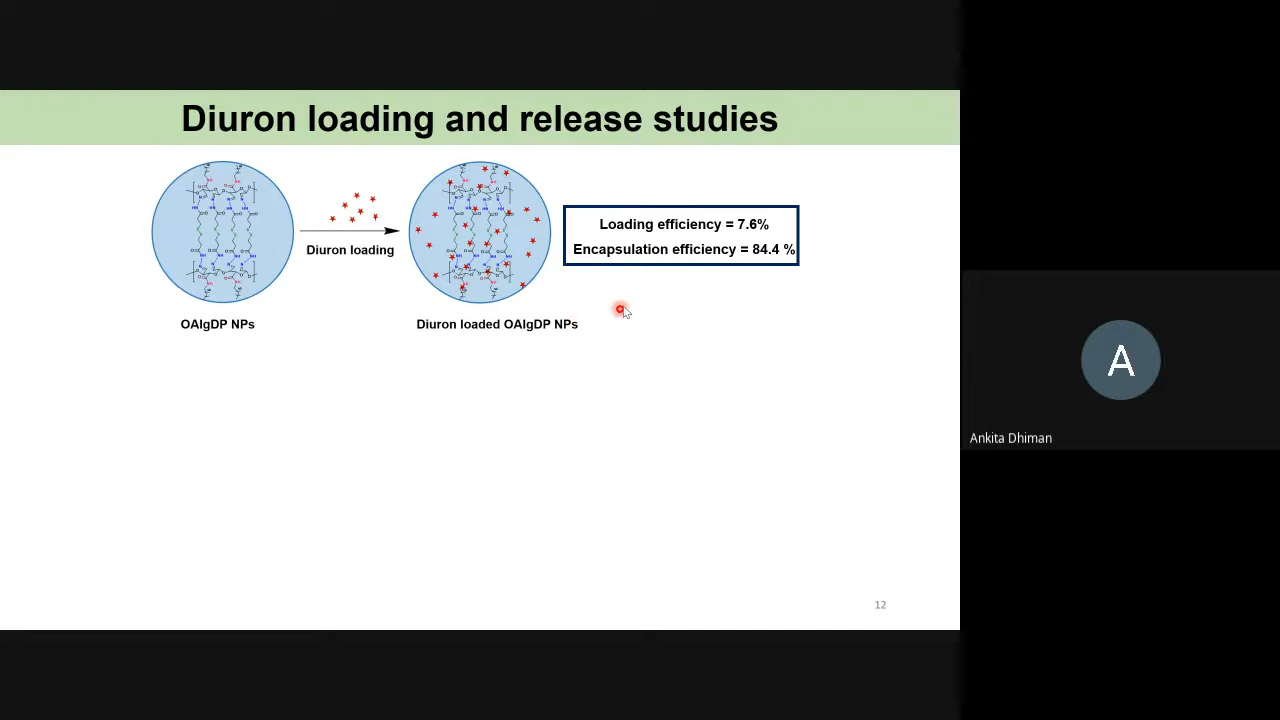 Diuron loading and release studies
Diuron loading
Loading efficiency = 7.6%
Encapsulation efficiency = 84.4 %
OAlgDP NPs
Diuron loaded OAlgDP NPs
12
A
Ankita Dhiman